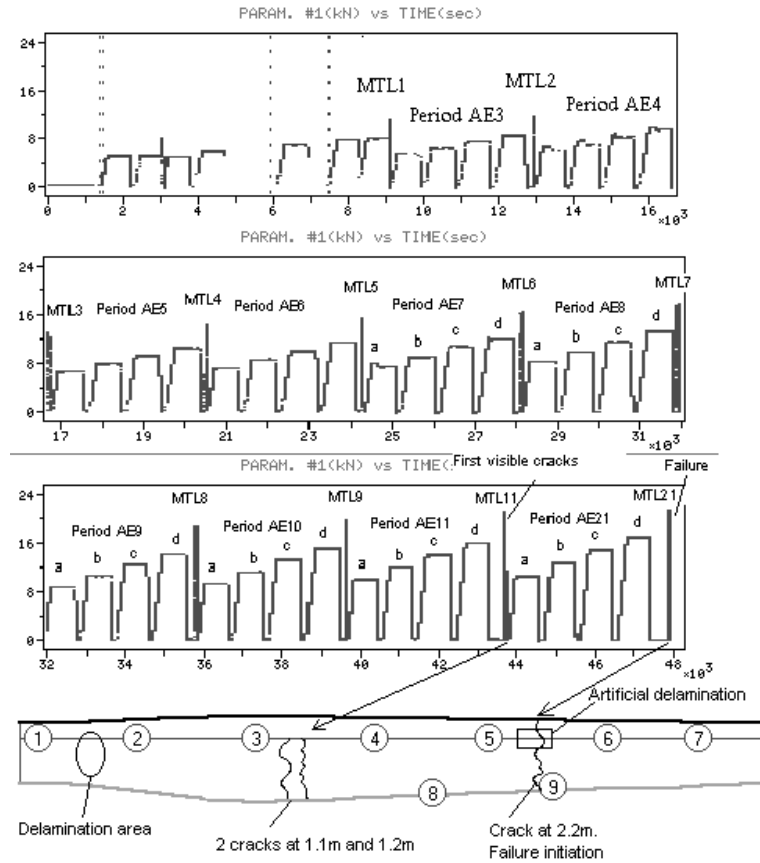 PARAM. #1(kN) vs TIME(sec)
24
16
8
0
MTL1
MTL2
Period AE3
Period AE4
0 2 4 6 8 10 12 14 16
×10³
PARAM. #1(kN) vs TIME(sec)
24
16
8
0
MTL3
Period AE5
MTL4
Period AE6
MTL5
Period AE7
MTL6
Period AE8
MTL7
a b c d
a b c d
17 19 21 23 25 27 29 31
×10³
PARAM. #1(kN) vs TIME(
First visible cracks
Failure
24
16
8
0
Period AE9
MTL8
Period AE10
MTL9
Period AE11
MTL11
Period AE21
MTL21
a b c d
a b c d
a b c d
a b c d
32 34 36 38 40 42 44 46 48
×10³
Artificial delamination
1 2 3 4 5 6 7
8 9
Delamination area
2 cracks at 1.1m and 1.2m
Crack at 2.2m.
Failure initiation